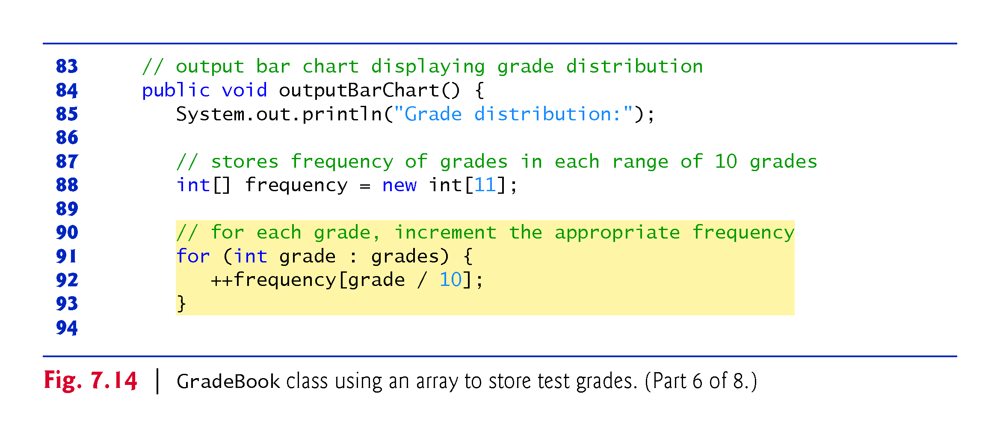 83 // output bar chart displaying grade distribution
84 public void outputBarChart() {
85 System.out.println("Grade distribution:");
86
87 // stores frequency of grades in each range of 10 grades
88 int[] frequency = new int[11];
89
90 // for each grade, increment the appropriate frequency
91 for (int grade : grades) {
92 ++frequency[grade / 10];
93 }
94
Fig. 7.14 | GradeBook class using an array to store test grades. (Part 6 of 8.)